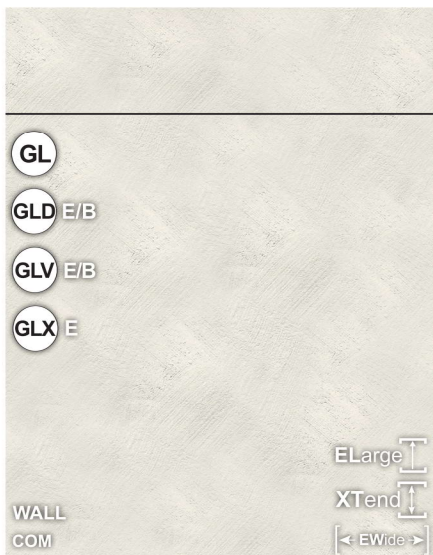 GL
GLD E/B
GLV E/B
GLX E
ELarge
XTend
WALL
COM
EWide